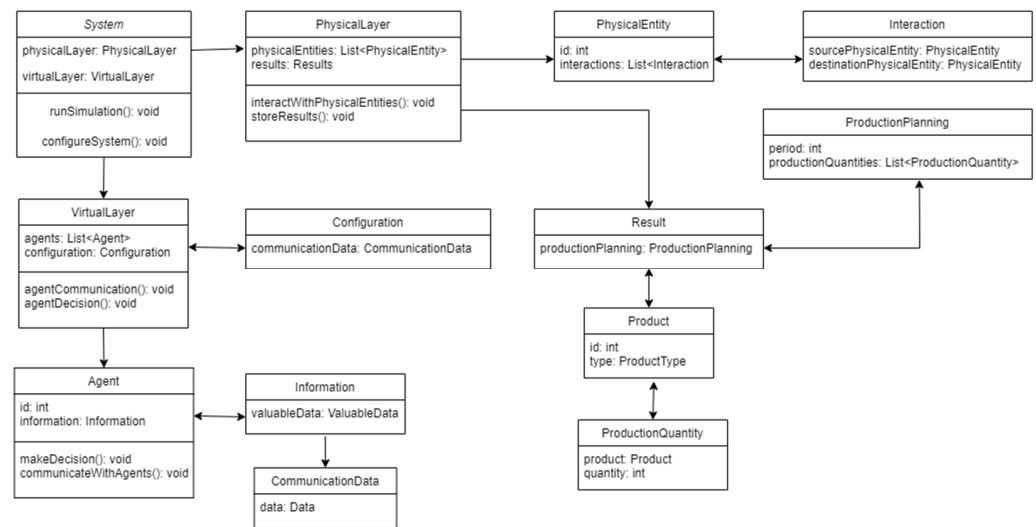 System
physicalLayer: PhysicalLayer
virtualLayer: VirtualLayer
runSimulation(): void
configureSystem(): void
PhysicalLayer
physicalEntities: List<PhysicalEntity>
results: Results
interactWithPhysicalEntities(): void
storeResults(): void
PhysicalEntity
id: int
interactions: List<Interaction
Interaction
sourcePhysicalEntity: PhysicalEntity
destinationPhysicalEntity: PhysicalEntity
ProductionPlanning
period: int
productionQuantities: List<ProductionQuantity>
VirtualLayer
agents: List<Agent>
configuration: Configuration
agentCommunication(): void
agentDecision(): void
Configuration
communicationData: CommunicationData
Result
productionPlanning: ProductionPlanning
Product
id: int
type: ProductType
Agent
id: int
information: Information
makeDecision(): void
communicateWithAgents(): void
Information
valuableData: ValuableData
ProductionQuantity
product: Product
quantity: int
CommunicationData
data: Data